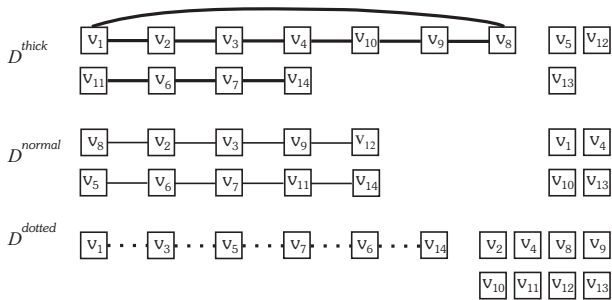 D^thick v₁ v₂ v₃ v₄ v₁₀ v₉ v₈ v₅ v₁₂
v₁₁ v₆ v₇ v₁₄ v₁₃
D^normal v₈ v₂ v₃ v₉ v₁₂ v₁ v₄
v₅ v₆ v₇ v₁₁ v₁₄ v₁₀ v₁₃
D^dotted v₁ v₃ v₅ v₇ v₆ v₁₄ v₂ v₄ v₈ v₉
v₁₀ v₁₁ v₁₂ v₁₃